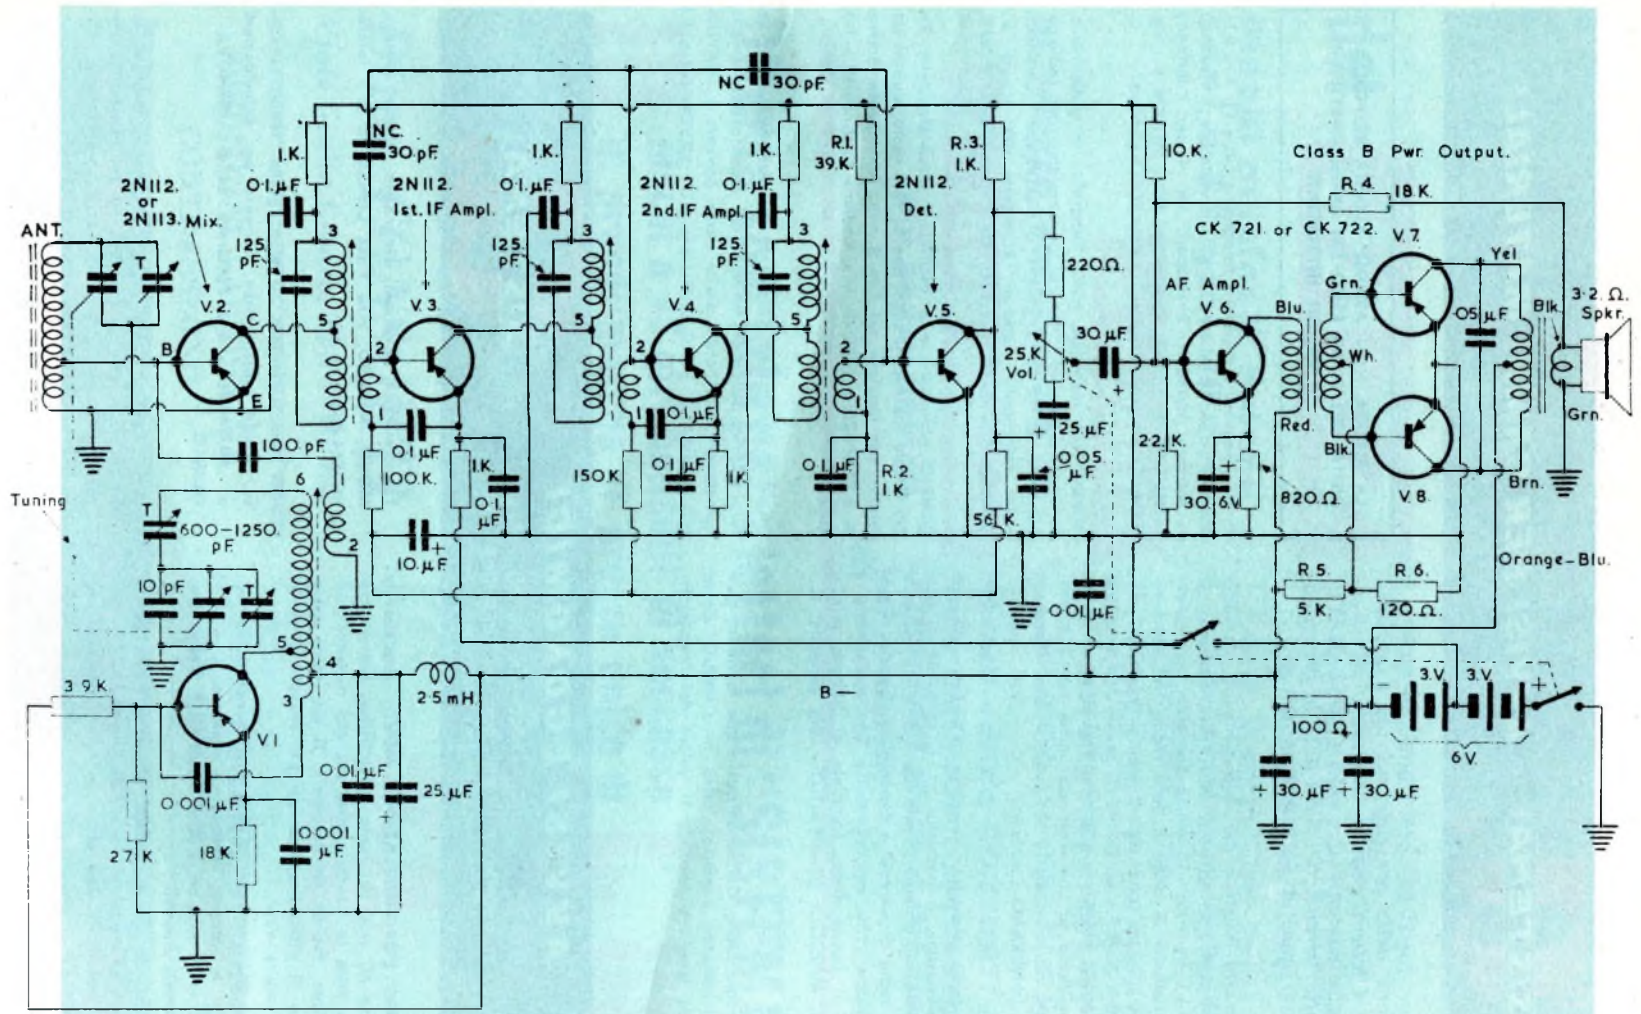 NC 30.pF.
NC.
30.pF.
1.K.
1.K.
1.K.
R.1.
39.K.
R.3.
1.K.
10.K.
Class B Pwr. Output.
R.4. 18.K.
0.1.µF.
0.1.µF.
0.1.µF.
2N112.
or
2N113. Mix.
2N112.
1st. IF Ampl.
2N112.
2nd. IF Ampl.
2N112
Det.
CK 721. or CK 722.
V.7.
ANT.
T
3
125.
pF.
3
125.
pF.
3
125.
pF.
220Ω.
AF. Ampl.
Grn.
Yel
3.2.Ω.
Spkr.
V.2.
C
5
V.3.
5
V.4.
5
V.5.
V.6.
Blu.
.05 µF.
Blk.
B
2
2
2
30 µF
25.K.
Vol.
Wh.
E
1
0.1.µF.
1
0.1.µF.
1
+
Red.
Grn.
100.pF.
0.1 µF
+
25.µF.
2.2. K.
Blk.
Brn.
V.8.
Tuning
6
1
100.K.
1.K.
0.1.
µF.
150.K.
0.1 µF.
1.K.
0.1.µF.
R.2.
1.K.
0.05.
µF.
+
30.6V.
820.Ω.
T
600-1250.
pF.
2
10.µF.
+
56 K.
Orange-Blu.
10 pF.
T
0.01.µF.
R 5.
5.K.
R 6.
120.Ω.
5
4
3
3.9 K.
2.5 mH
B —
-
3.V.
3.V.
+
V 1
100 Ω
+
6 V.
0.001 µF.
0.01.µF.
25.µF.
+
+ 30.µF
30.µF.
2.7. K.
18 K.
0.001
µF.